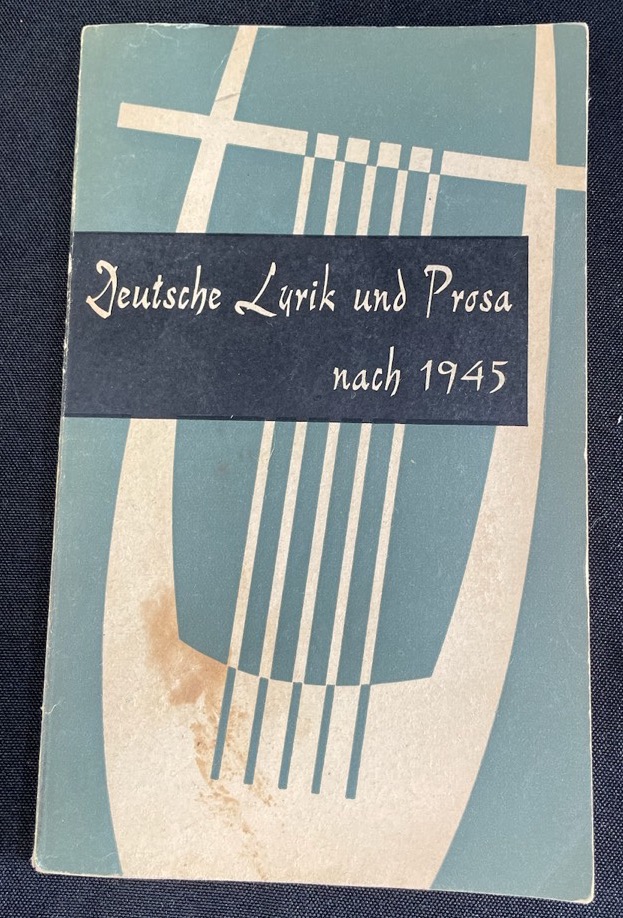 Deutsche Lyrik und Prosa
nach 1945